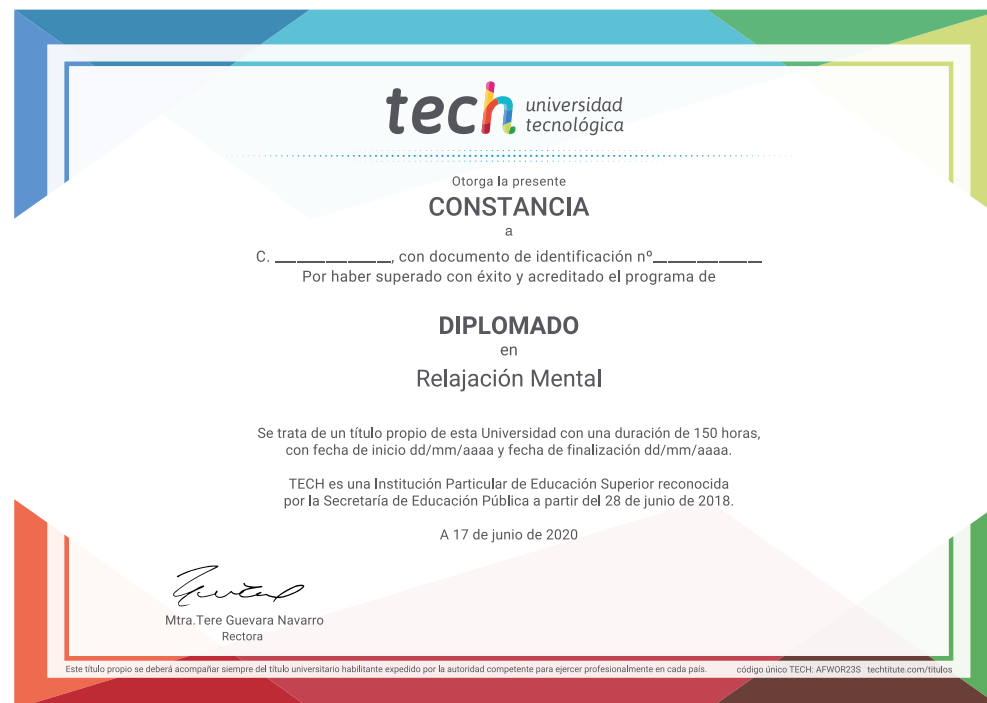 tech universidad
tecnológica
Otorga la presente
CONSTANCIA
a
C. ________________, con documento de identificación nº_______________
Por haber superado con éxito y acreditado el programa de
DIPLOMADO
en
Relajación Mental
Se trata de un título propio de esta Universidad con una duración de 150 horas,
con fecha de inicio dd/mm/aaaa y fecha de finalización dd/mm/aaaa.
TECH es una Institución Particular de Educación Superior reconocida
por la Secretaría de Educación Pública a partir del 28 de junio de 2018.
A 17 de junio de 2020
Mtra.Tere Guevara Navarro
Rectora
Este título propio se deberá acompañar siempre del título universitario habilitante expedido por la autoridad competente para ejercer profesionalmente en cada país.
código único TECH: AFWOR23S techtitute.com/titulos